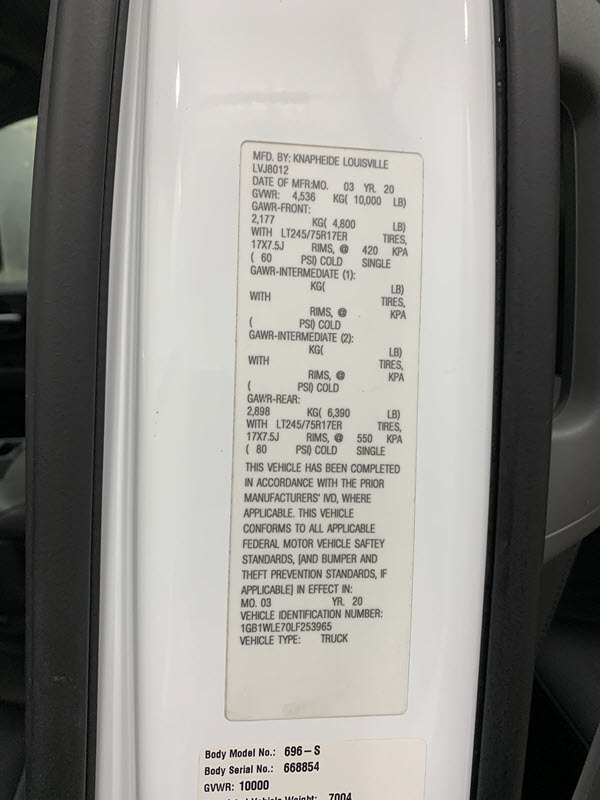 MFD. BY: KNAPHEIDE LOUISVILLE
LVJ8012
DATE OF MFR:MO. 03 YR. 20
GVWR: 4,536 KG( 10,000 LB)
GAWR-FRONT:
2,177 KG( 4,800 LB)
WITH LT245/75R17ER TIRES,
17X7.5J RIMS, @ 420 KPA
( 60 PSI) COLD SINGLE
GAWR-INTERMEDIATE (1):
KG( LB)
WITH TIRES,
RIMS, @ KPA
( PSI) COLD
GAWR-INTERMEDIATE (2):
KG( LB)
WITH TIRES,
RIMS, @ KPA
( PSI) COLD
GAWR-REAR:
2,898 KG( 6,390 LB)
WITH LT245/75R17ER TIRES,
17X7.5J RIMS, @ 550 KPA
( 80 PSI) COLD SINGLE
THIS VEHICLE HAS BEEN COMPLETED
IN ACCORDANCE WITH THE PRIOR
MANUFACTURERS' IVD, WHERE
APPLICABLE. THIS VEHICLE
CONFORMS TO ALL APPLICABLE
FEDERAL MOTOR VEHICLE SAFTEY
STANDARDS, [AND BUMPER AND
THEFT PREVENTION STANDARDS, IF
APPLICABLE] IN EFFECT IN:
MO. 03 YR. 20
VEHICLE IDENTIFICATION NUMBER:
1GB1WLE70LF253965
VEHICLE TYPE: TRUCK
Body Model No.: 696-S
Body Serial No.: 668854
GVWR: 10000
Vehicle Weight: 7004